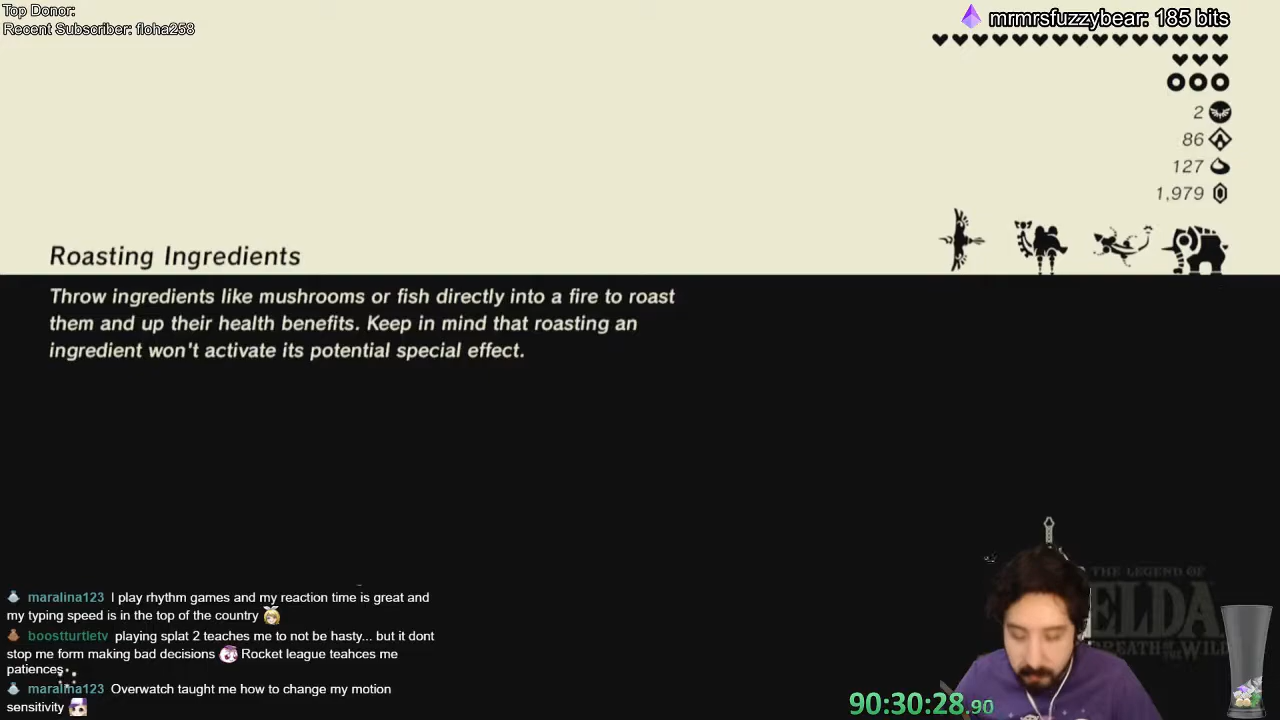 Top Donor:
Recent Subscriber: floha258
mrmrsfuzzybear: 185 bits
2
86
127
1,979
Roasting Ingredients
Throw ingredients like mushrooms or fish directly into a fire to roast
them and up their health benefits. Keep in mind that roasting an
ingredient won't activate its potential special effect.
maralina123 I play rhythm games and my reaction time is great and
my typing speed is in the top of the country
boostturtletv playing splat 2 teaches me to not be hasty... but it dont
stop me form making bad decisions Rocket league teahces me
patiences
maralina123 Overwatch taught me how to change my motion
sensitivity
THE LEGEND OF
ELDA
BREATH OF THE WILD
90:30:28.90